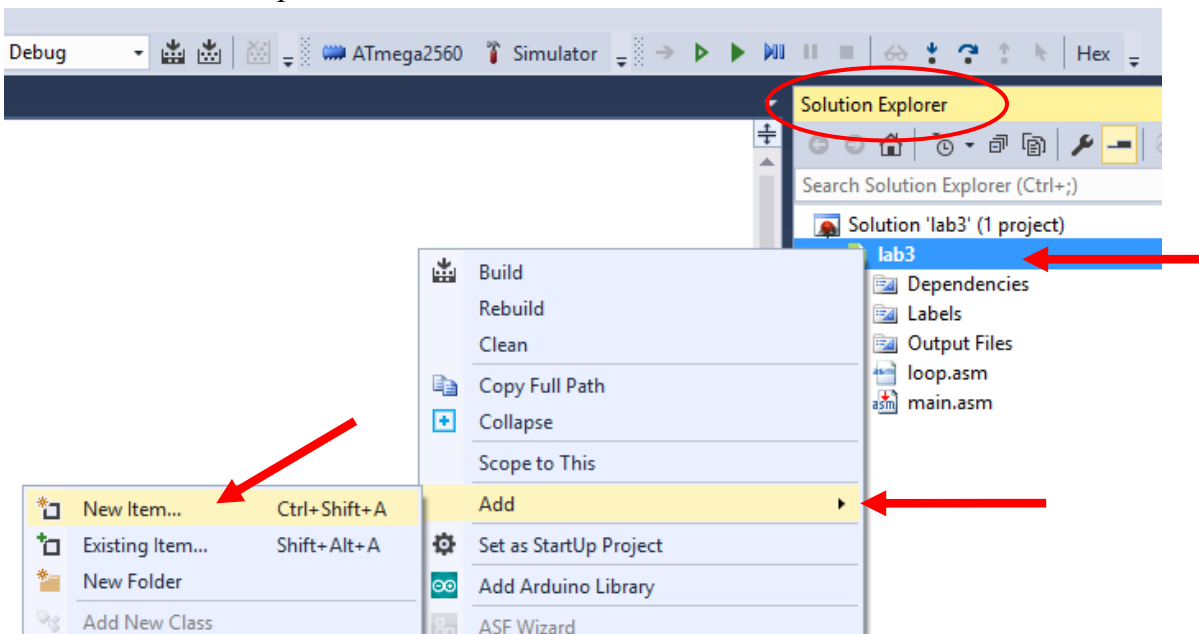 Debug ATmega2560 Simulator Hex
Solution Explorer
Search Solution Explorer (Ctrl+;)
Solution 'lab3' (1 project)
lab3
Dependencies
Labels
Output Files
loop.asm
asm main.asm
Build
Rebuild
Clean
Copy Full Path
Collapse
Scope to This
Add
Set as StartUp Project
Add Arduino Library
ASF Wizard
New Item... Ctrl+Shift+A
Existing Item... Shift+Alt+A
New Folder
Add New Class